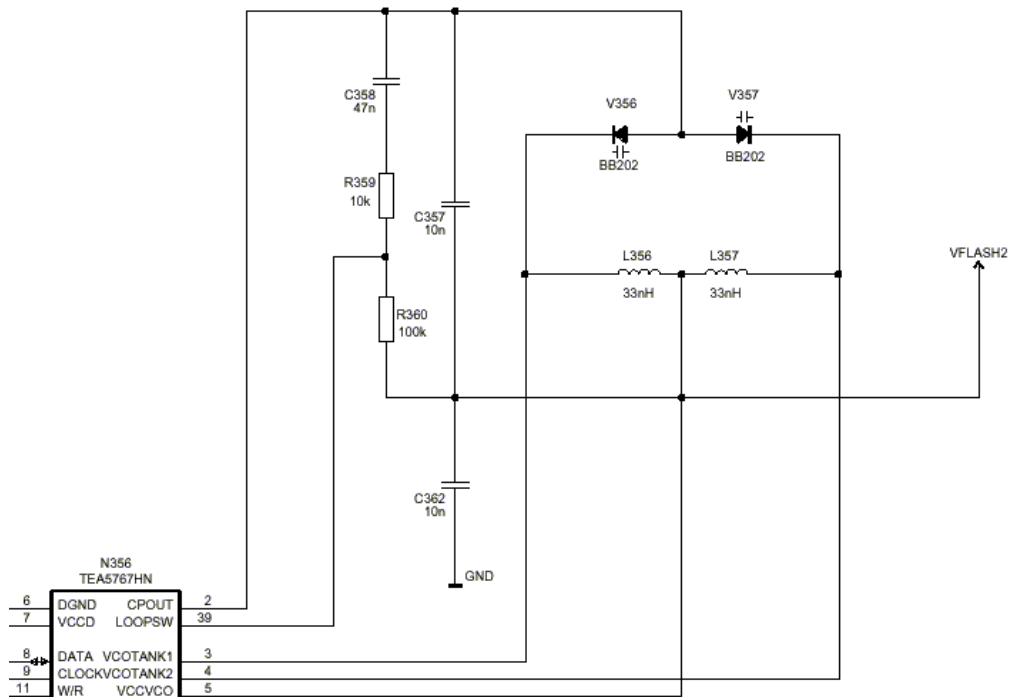 C358
47n
V356
V357
BB202
BB202
R359
10k
C357
10n
L356
L357
VFLASH2
33nH
33nH
R360
100k
C362
10n
GND
N356
TEA5767HN
6 DGND CPOUT 2
7 VCCD LOOPSW 39
8 DATA VCOTANK1 3
9 CLOCKVCOTANK2 4
11 W/R VCCVCO 5